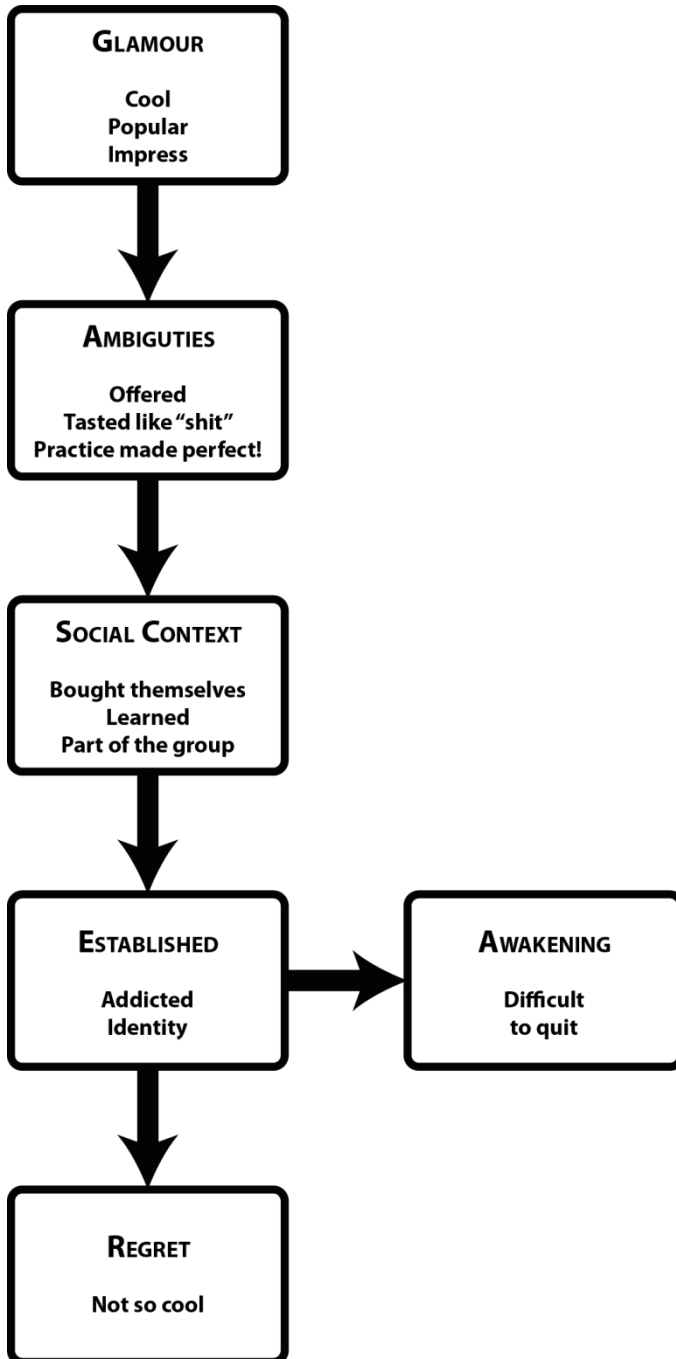 GLAMOUR
Cool
Popular
Impress
AMBIGUTIES
Offered
Tasted like “shit”
Practice made perfect!
SOCIAL CONTEXT
Bought themselves
Learned
Part of the group
ESTABLISHED
Addicted
Identity
AWAKENING
Difficult
to quit
REGRET
Not so cool